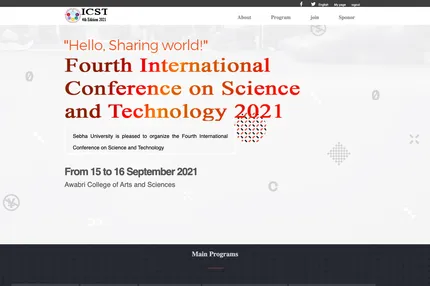 English My page logout
ICST
4th Edition 2021
About Program join Sponsor
"Hello, Sharing world!"
Fourth International
Conference on Science
and Technology 2021
Sebha University is pleased to organize the Fourth International
Conference on Science and Technology
From 15 to 16 September 2021
Awabri College of Arts and Sciences
Main Programs